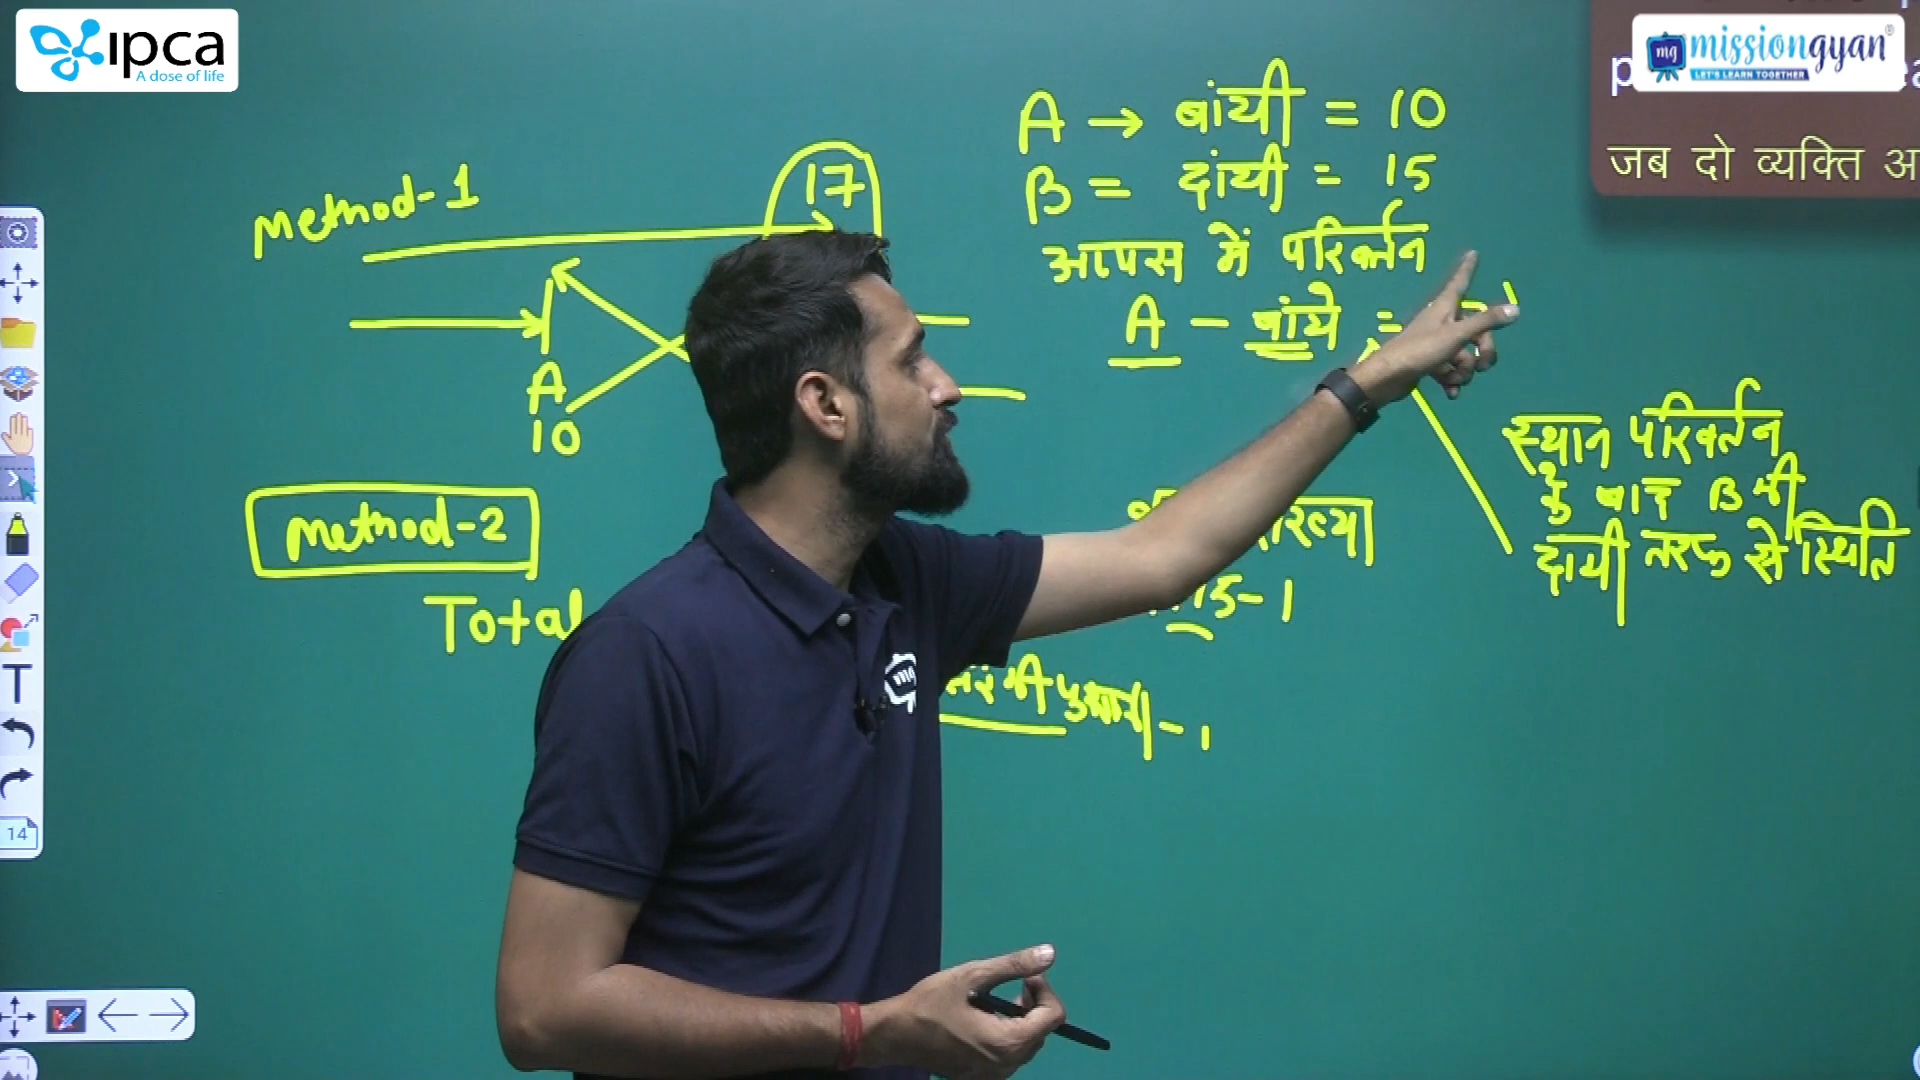 ipca
A dose of life
missiongyan
LET'S LEARN TOGETHER
जब दो व्यक्ति
A → बांयी = 10
B = दांयी = 15
आपस में परिवर्तन
A - बांये =
स्थान परिवर्तन
के बाद B की
दायी तरफ से स्थिति
Method-1
17
A
10
Method-2
Total
15-1
-1
14